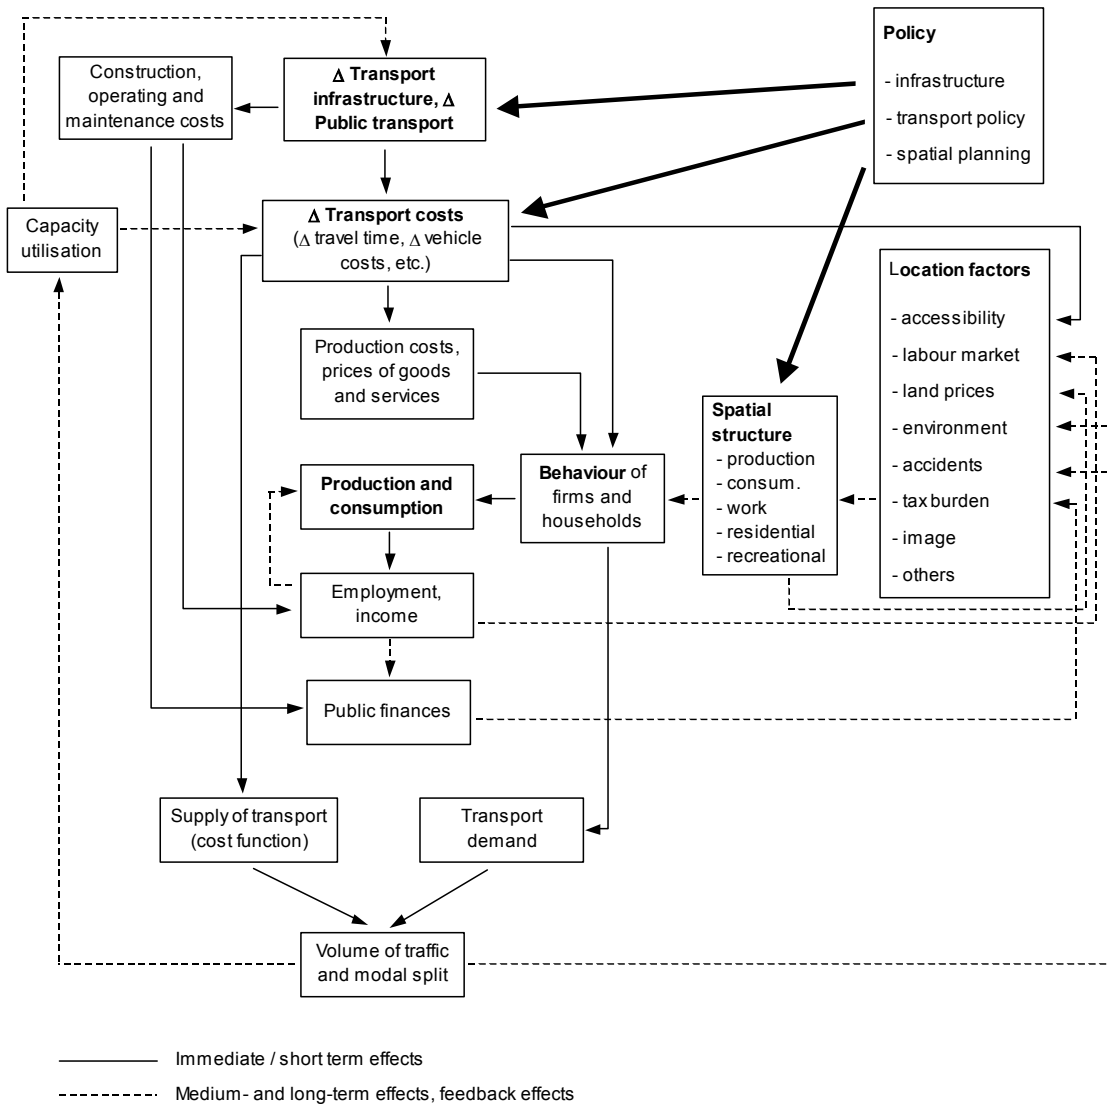 Policy
- infrastructure
- transport policy
- spatial planning
Construction,
operating and
maintenance costs
Δ Transport
infrastructure, Δ
Public transport
Capacity
utilisation
Δ Transport costs
(Δ travel time, Δ vehicle
costs, etc.)
Location factors
- accessibility
- labour market
- land prices
- environment
- accidents
- tax burden
- image
- others
Production costs,
prices of goods
and services
Spatial
structure
- production
- consum.
- work
- residential
- recreational
Behaviour of
firms and
households
Production and
consumption
Employment,
income
Public finances
Supply of transport
(cost function)
Transport
demand
Volume of traffic
and modal split
Immediate / short term effects
Medium- and long-term effects, feedback effects